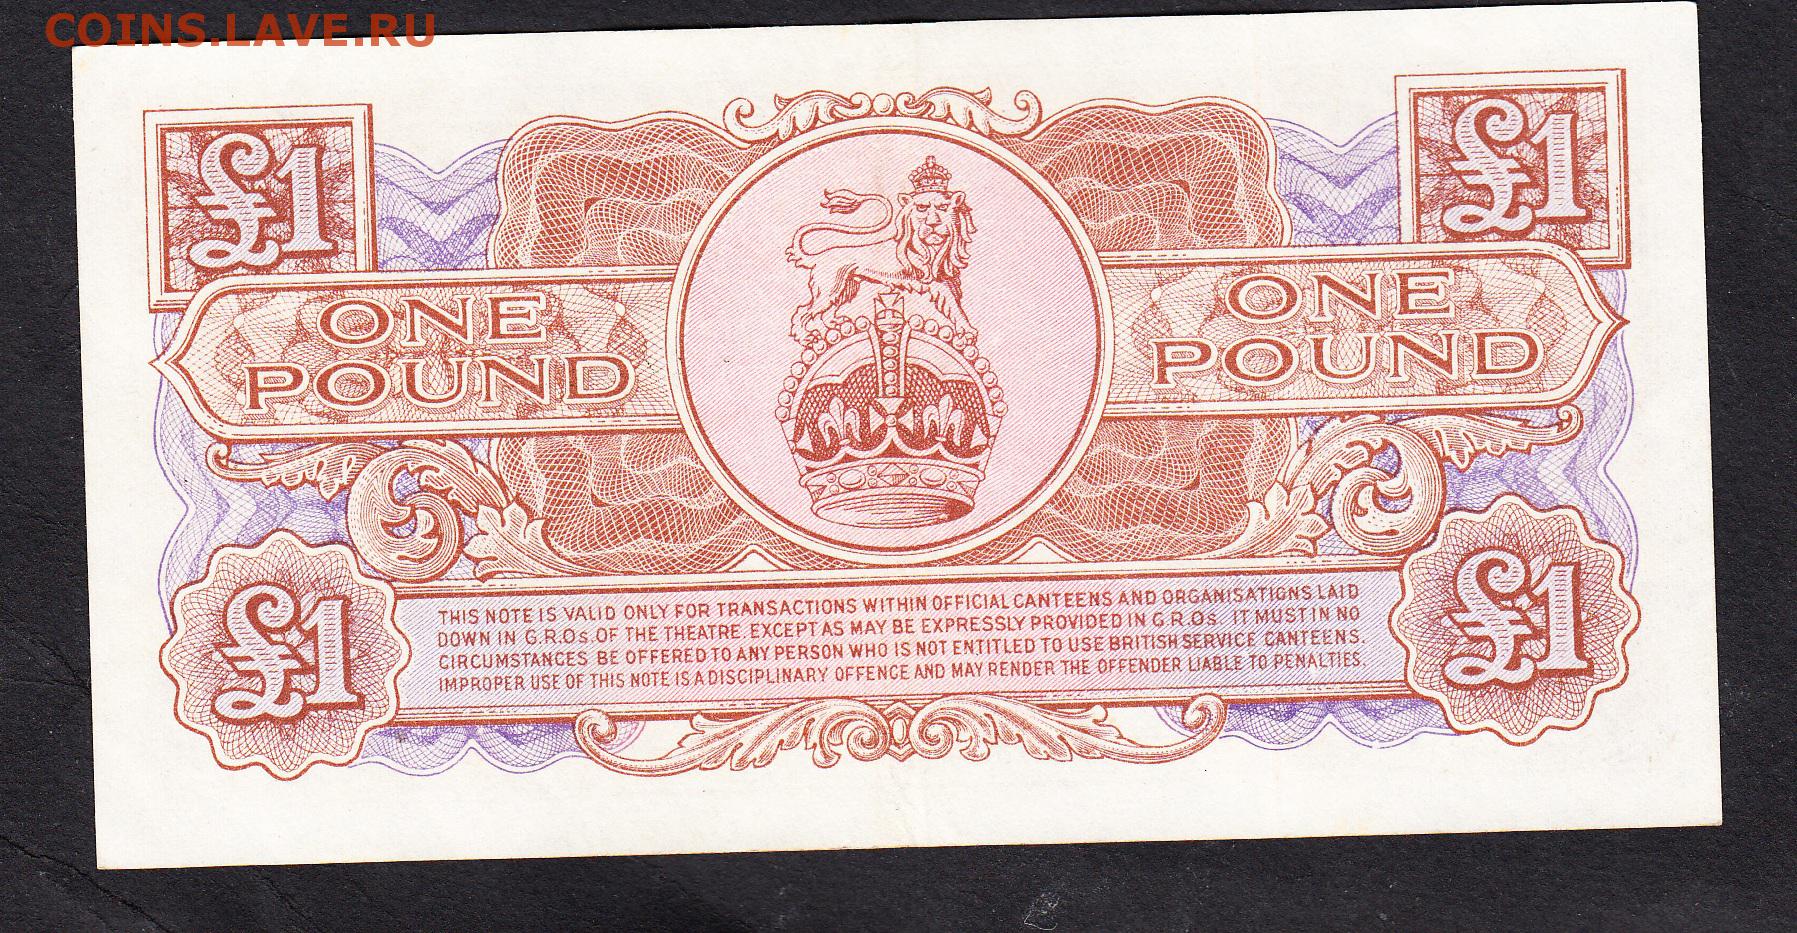 COINS.LAVE.RU
£1
£1
ONE
POUND
ONE
POUND
THIS NOTE IS VALID ONLY FOR TRANSACTIONS WITHIN OFFICIAL CANTEENS AND ORGANISATIONS LAID
DOWN IN G.R.Os. OF THE THEATRE. EXCEPT AS MAY BE EXPRESSLY PROVIDED IN G.R.Os. IT MUST IN NO
CIRCUMSTANCES BE OFFERED TO ANY PERSON WHO IS NOT ENTITLED TO USE BRITISH SERVICE CANTEENS.
IMPROPER USE OF THIS NOTE IS A DISCIPLINARY OFFENCE AND MAY RENDER THE OFFENDER LIABLE TO PENALTIES.
£1
£1